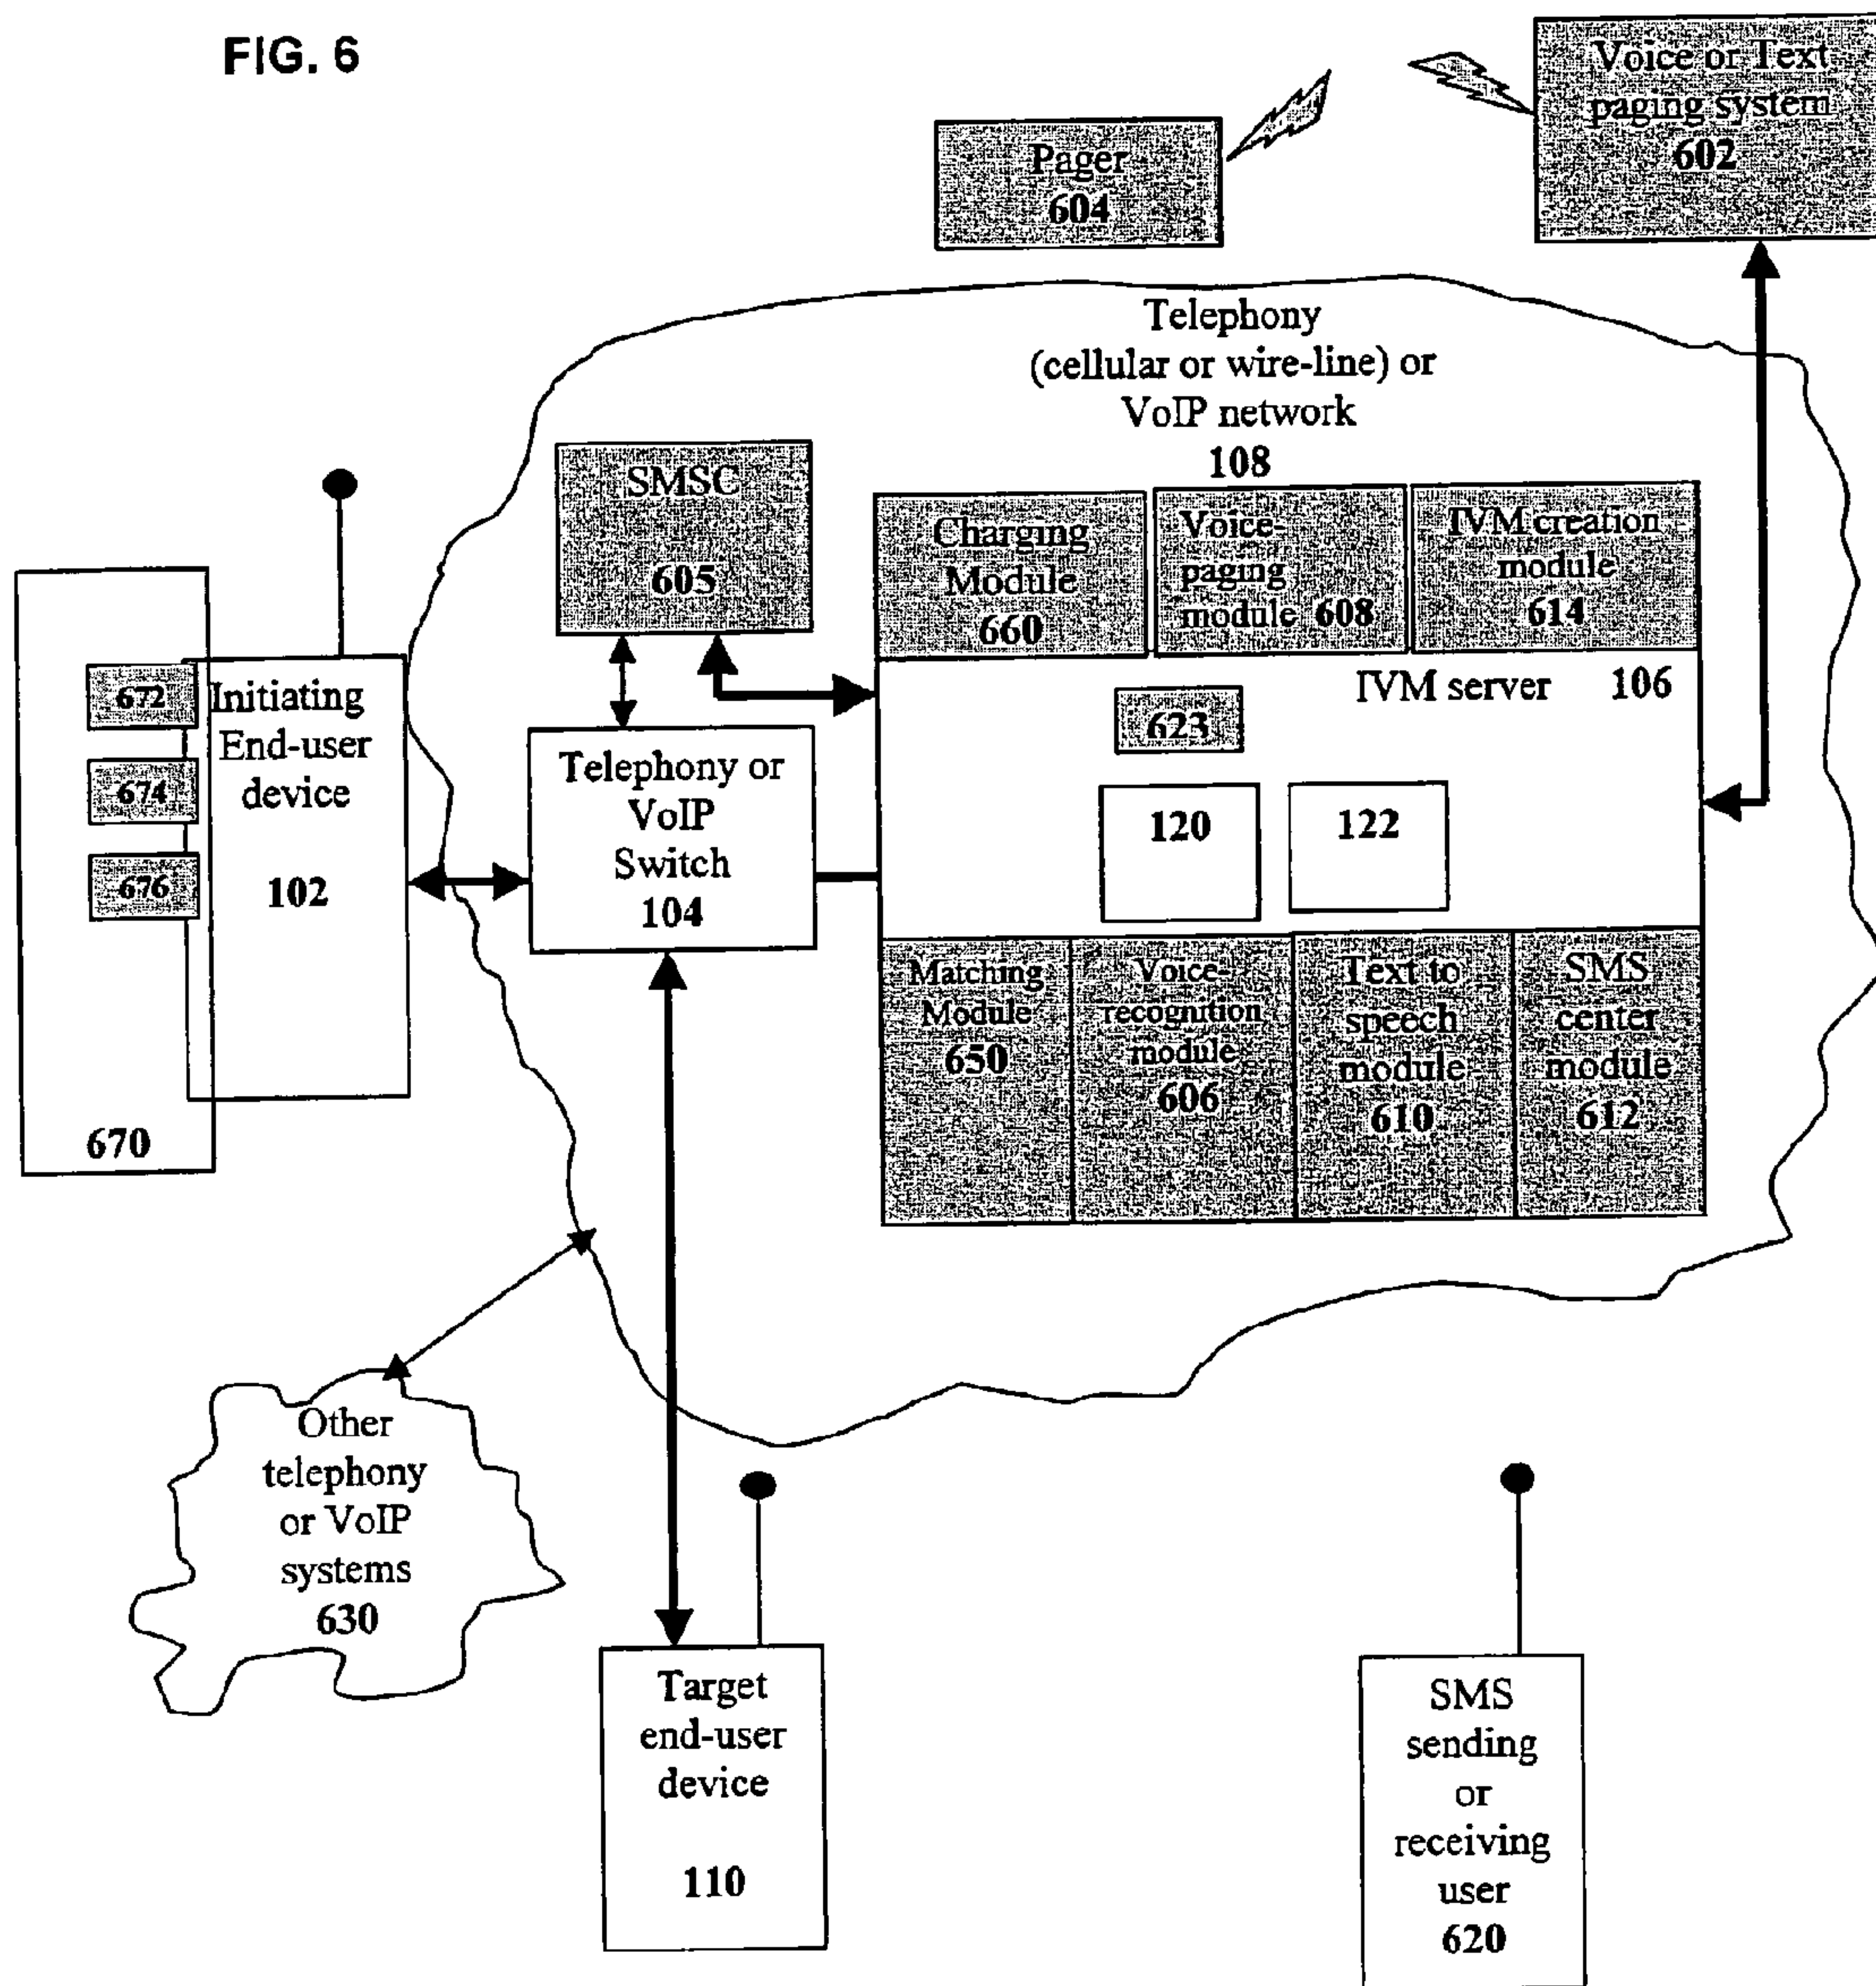 FIG. 6
Voice or Text
paging system
602
Pager
604
Telephony
(cellular or wire-line) or
VoIP network
108
SMSC
605
Charging
Module
660
Voice-
paging
module 608
IVM creation
module
614
IVM server 106
623
120
122
672
674
676
Initiating
End-user
device
102
670
Telephony or
VoIP
Switch
104
Matching
Module
650
Voice-
recognition
module
606
Text to
speech
module
610
SMS
center
module
612
Other
telephony
or VoIP
systems
630
Target
end-user
device
110
SMS
sending
or
receiving
user
620